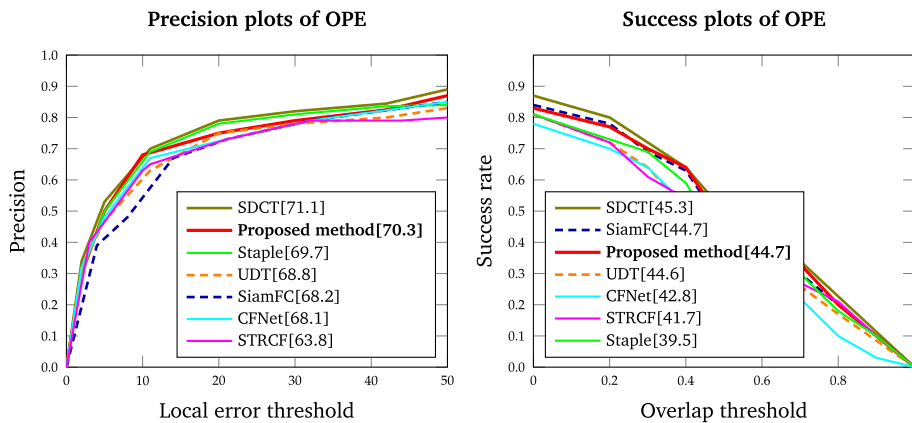 Precision plots of OPE
1.0
0.9
0.8
0.7
0.6
0.5
0.4
0.3
0.2
0.1
0.0
Precision
SDCT[71.1]
Proposed method[70.3]
Staple[69.7]
UDT[68.8]
SiamFC[68.2]
CFNet[68.1]
STRCF[63.8]
0 10 20 30 40 50
Local error threshold
Success plots of OPE
0.9
0.8
0.7
0.6
0.5
0.4
0.3
0.2
0.1
0.0
Success rate
SDCT[45.3]
SiamFC[44.7]
Proposed method[44.7]
UDT[44.6]
CFNet[42.8]
STRCF[41.7]
Staple[39.5]
0 0.2 0.4 0.6 0.8
Overlap threshold